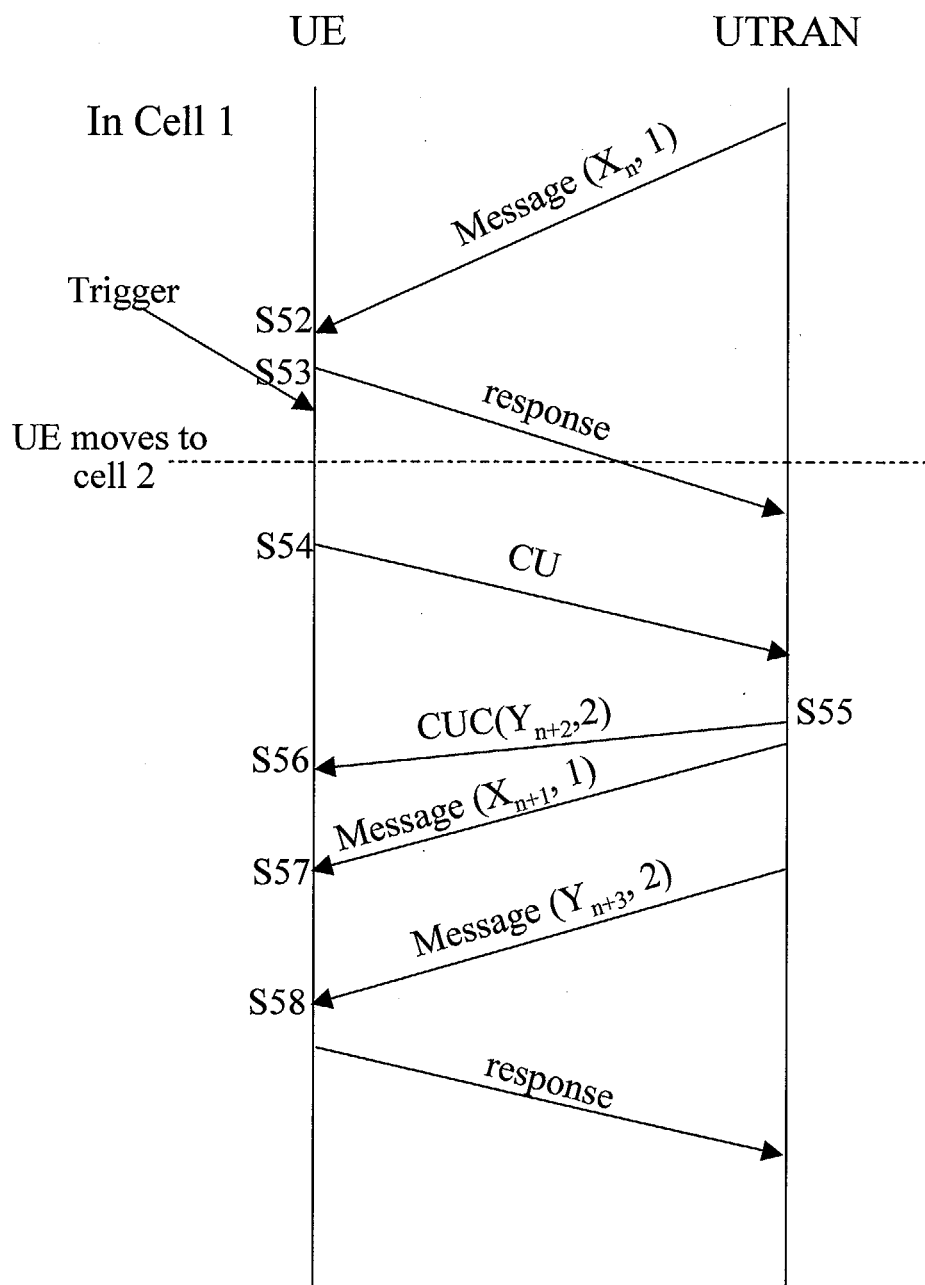 UE UTRAN
In Cell 1
Message (Xn, 1)
Trigger
S52
S53
response
UE moves to
cell 2
S54
CU
S55
CUC(Yn+2,2)
S56
Message (Xn+1, 1)
S57
Message (Yn+3, 2)
S58
response